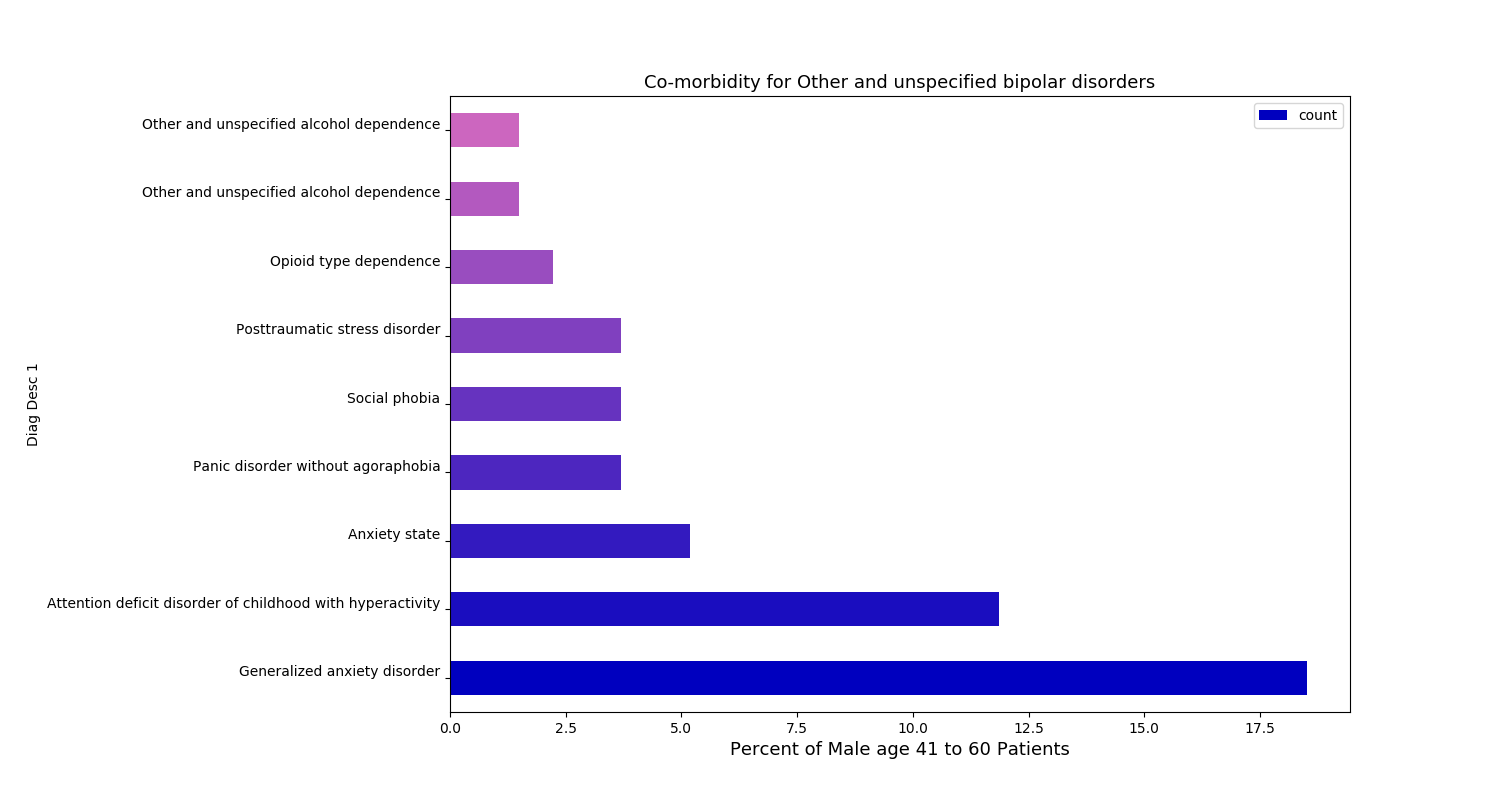 Co-morbidity for Other and unspecified bipolar disorders
count
Other and unspecified alcohol dependence
Other and unspecified alcohol dependence
Opioid type dependence
Posttraumatic stress disorder
Social phobia
Panic disorder without agoraphobia
Anxiety state
Attention deficit disorder of childhood with hyperactivity
Generalized anxiety disorder
Diag Desc 1
0.0 2.5 5.0 7.5 10.0 12.5 15.0 17.5
Percent of Male age 41 to 60 Patients